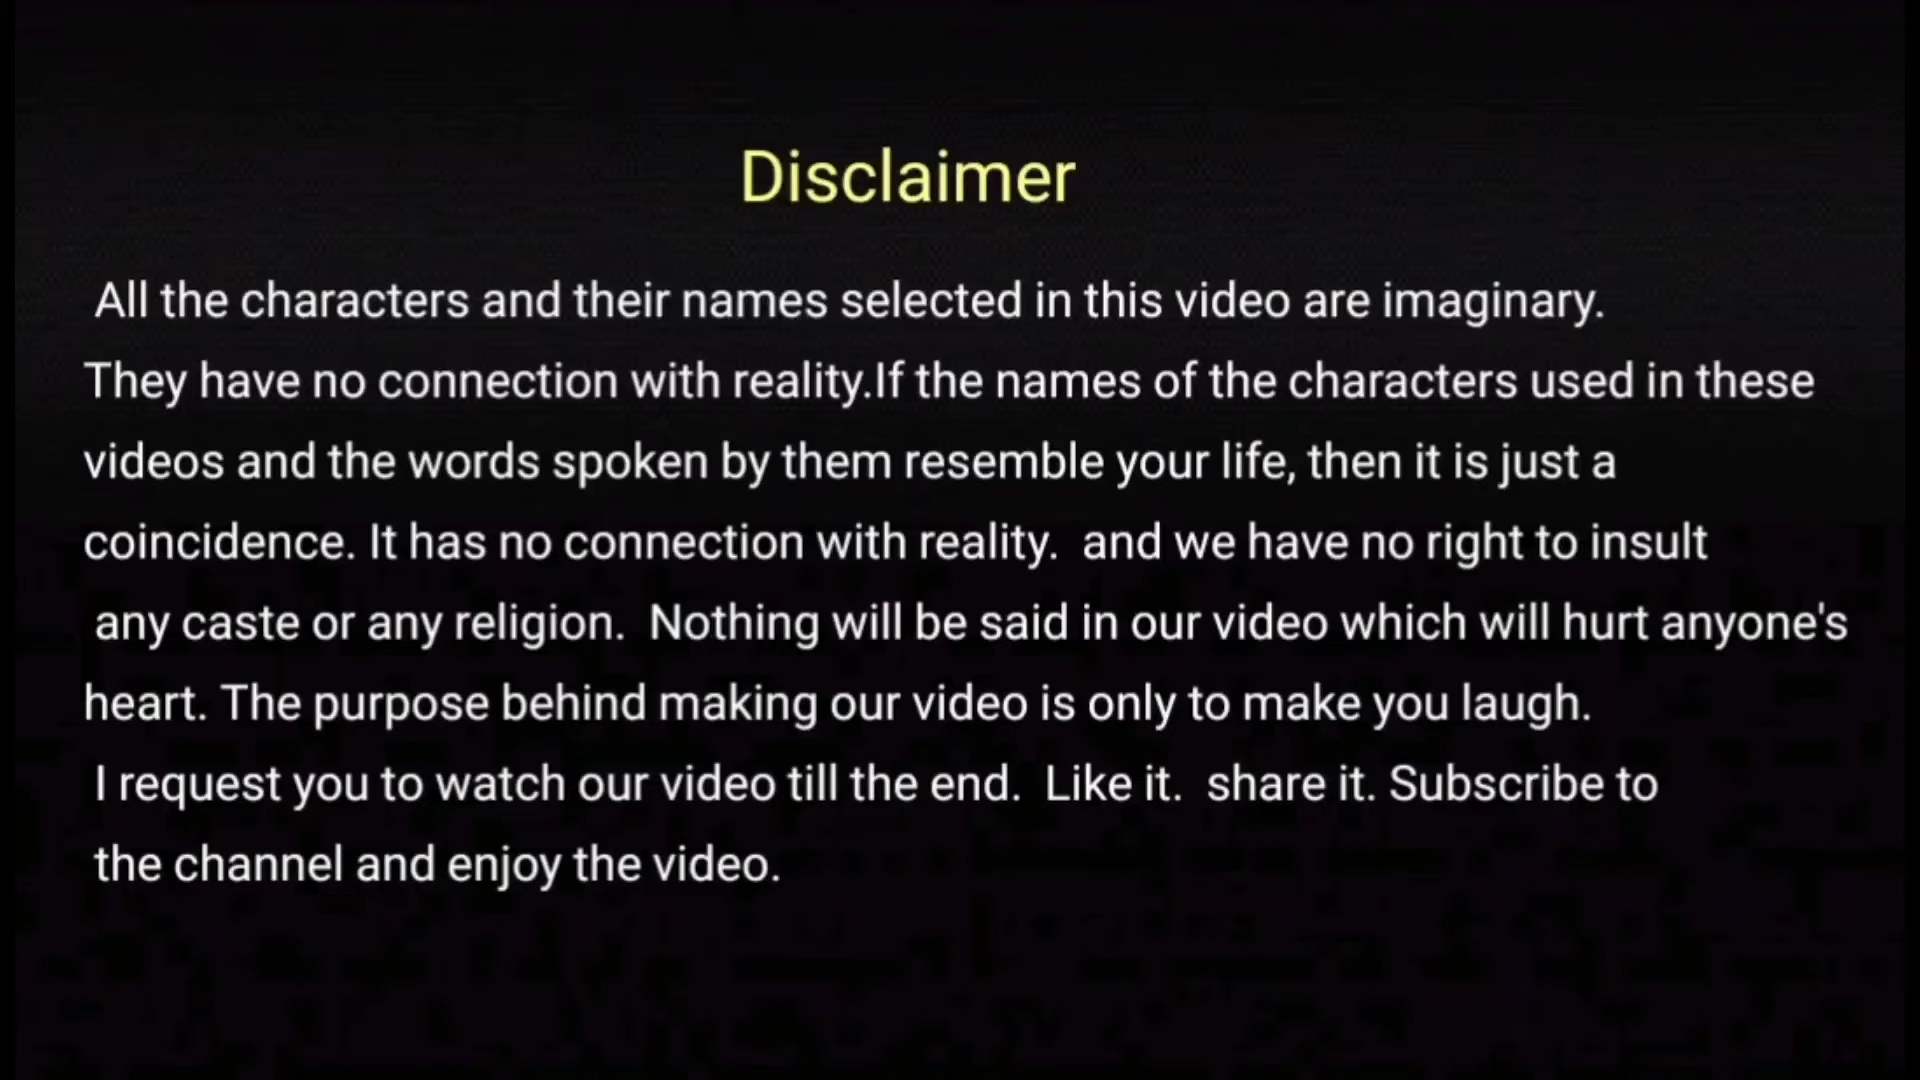 Disclaimer
All the characters and their names selected in this video are imaginary.
They have no connection with reality.If the names of the characters used in these
videos and the words spoken by them resemble your life, then it is just a
coincidence. It has no connection with reality.  and we have no right to insult
any caste or any religion.  Nothing will be said in our video which will hurt anyone's
heart. The purpose behind making our video is only to make you laugh.
I request you to watch our video till the end.  Like it.  share it. Subscribe to
the channel and enjoy the video.